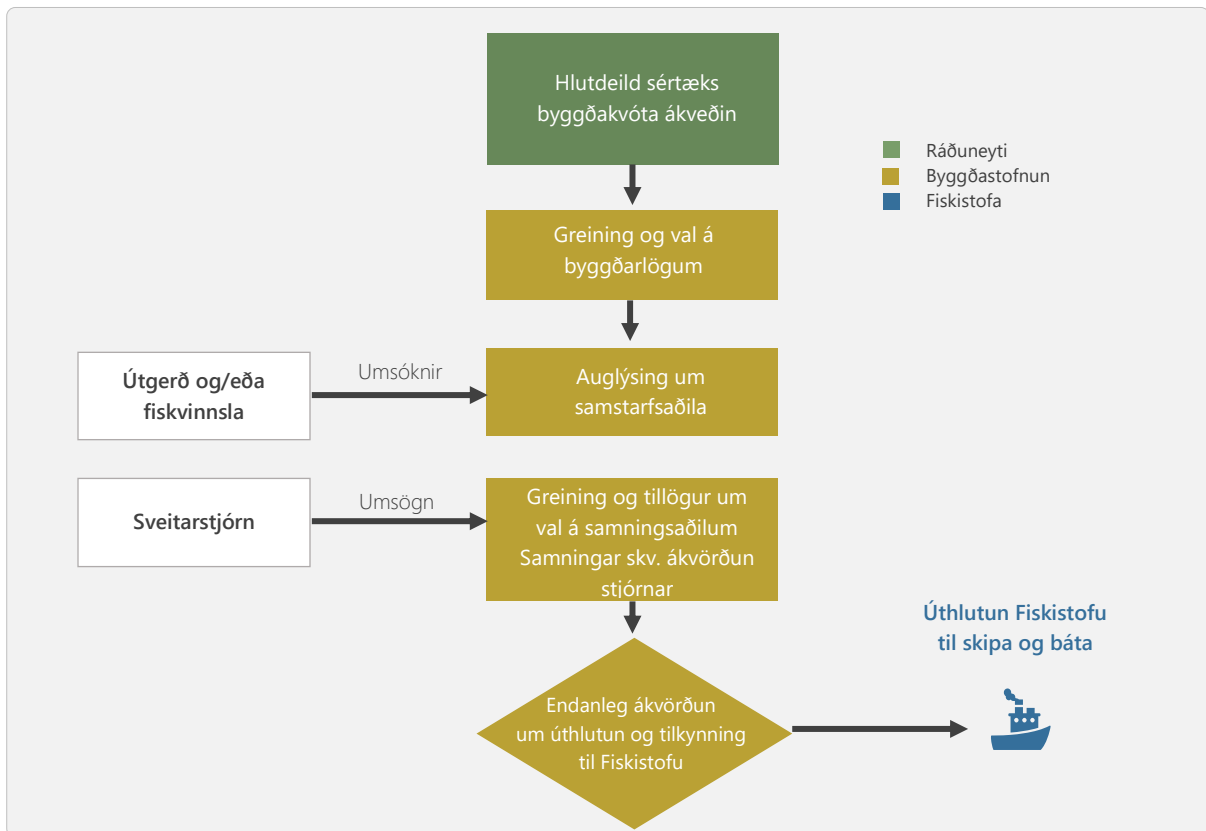 Hlutdeild sértæks
byggðakvóta ákveðin
Ráðuneyti
Byggðastofnun
Fiskistofa
Greining og val á
byggðarlögum
Útgerð og/eða
fiskvinnsla
Umsóknir
Auglýsing um
samstarfsaðila
Sveitarstjórn
Umsögn
Greining og tillögur um
val á samningsaðilum
Samningar skv. ákvörðun
stjórnar
Úthlutun Fiskistofu
til skipa og báta
Endanleg ákvörðun
um úthlutun og tilkynning
til Fiskistofu